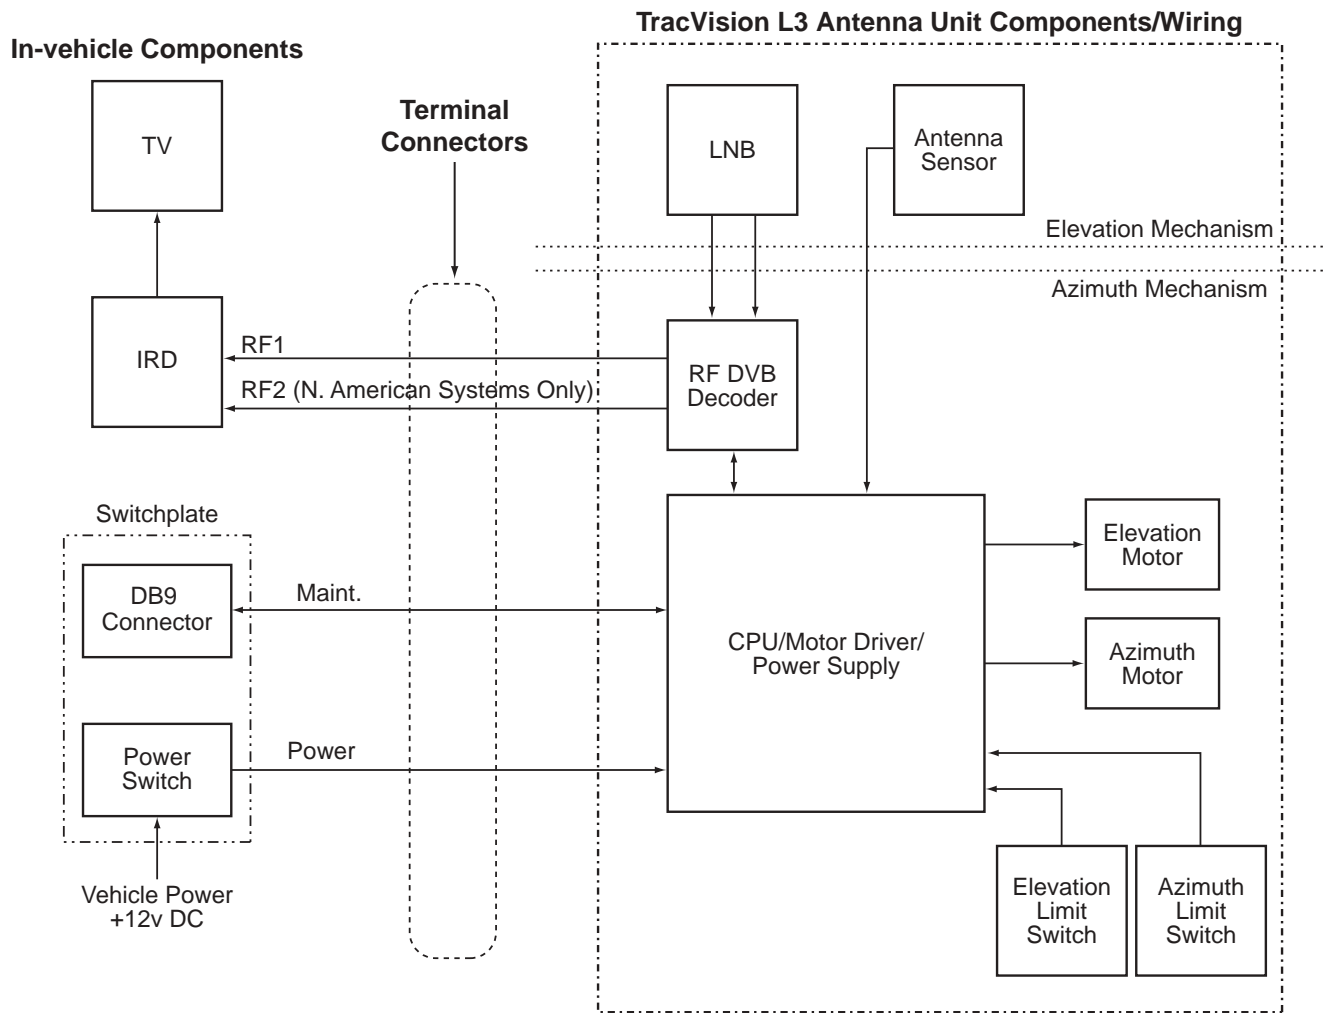 TracVision L3 Antenna Unit Components/Wiring
In-vehicle Components
TV
Terminal
Connectors
LNB
Antenna
Sensor
Elevation Mechanism
Azimuth Mechanism
IRD
RF1
RF2 (N. American Systems Only)
RF DVB
Decoder
Switchplate
DB9
Connector
Maint.
CPU/Motor Driver/
Power Supply
Elevation
Motor
Azimuth
Motor
Power
Switch
Power
Vehicle Power
+12v DC
Elevation
Limit
Switch
Azimuth
Limit
Switch